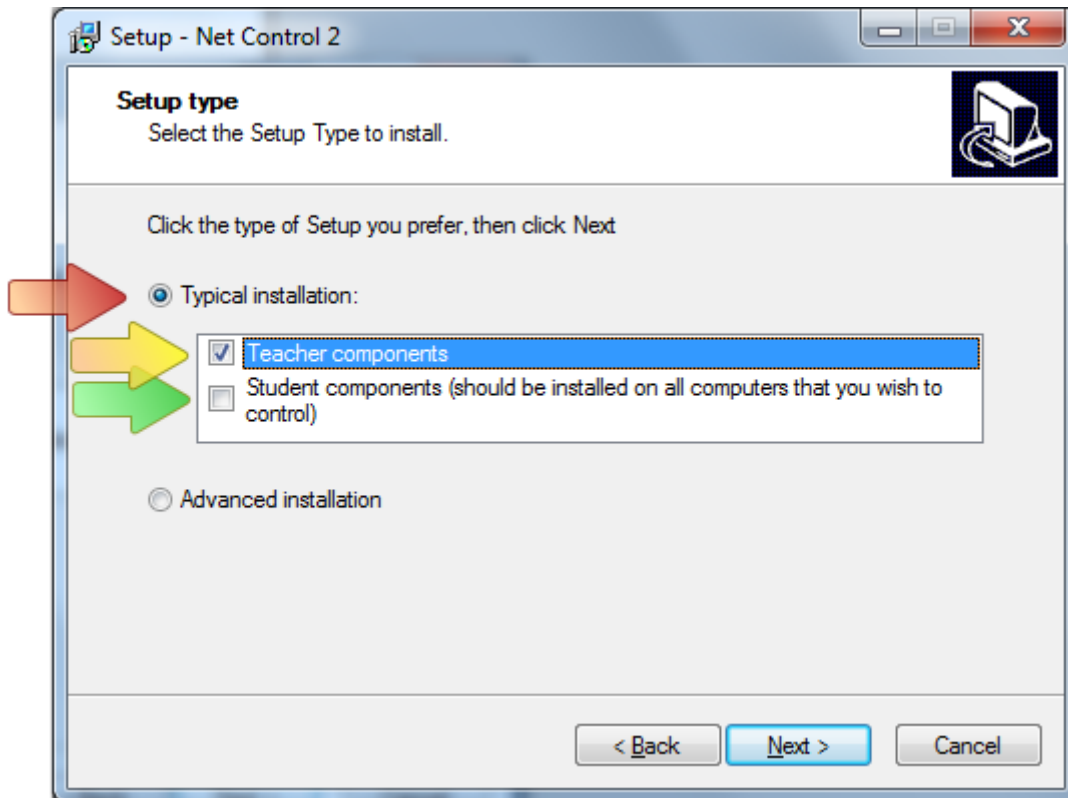 Setup - Net Control 2
Setup type
Select the Setup Type to install.
Click the type of Setup you prefer, then click Next
Typical installation:
Teacher components
Student components (should be installed on all computers that you wish to
control)
Advanced installation
< Back
Next >
Cancel